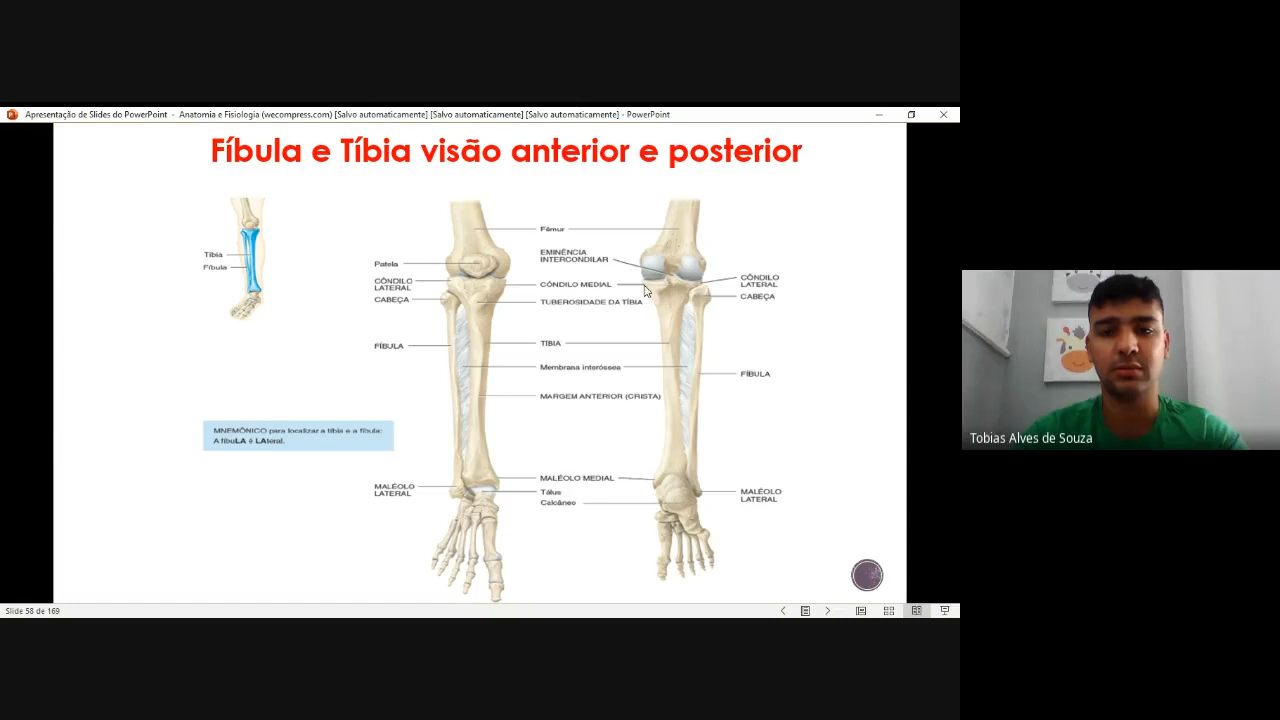 Apresentação de Slides do PowerPoint - Anatomia e Fisiologia (wecompress.com) [Salvo automaticamente] [Salvo automaticamente] [Salvo automaticamente] - PowerPoint
Fíbula e Tíbia visão anterior e posterior
Tíbia
Fíbula
Patela
CÔNDILO
LATERAL
CABEÇA
FÍBULA
MALÉOLO
LATERAL
Fêmur
EMINÊNCIA
INTERCONDILAR
CÔNDILO MEDIAL
TUBEROSIDADE DA TÍBIA
TÍBIA
Membrana interóssea
MARGEM ANTERIOR (CRISTA)
MALÉOLO MEDIAL
Tálus
Calcâneo
CÔNDILO
LATERAL
CABEÇA
FÍBULA
MALÉOLO
LATERAL
MNEMÔNICO para localizar a tíbia e a fíbula:
A fíbuLA é LAteral.
Slide 58 de 169
Tobias Alves de Souza